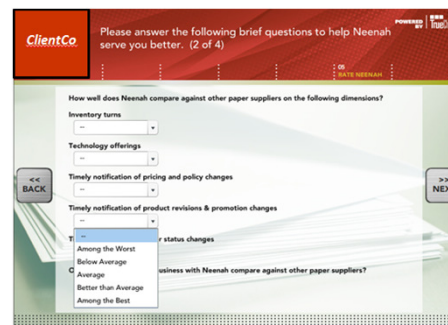 ClientCo
Please answer the following brief questions to help Neenah
serve you better. (2 of 4)
POWERED
BY
05
RATE NEENAH
How well does Neenah compare against other paper suppliers on the following dimensions?
Inventory turns
--
Technology offerings
--
Timely notification of pricing and policy changes
--
<<
BACK
>>
Timely notification of product revisions & promotion changes
--
--
r status changes
Among the Worst
Below Average
usiness with Neenah compare against other paper suppliers?
Average
Better than Average
Among the Best